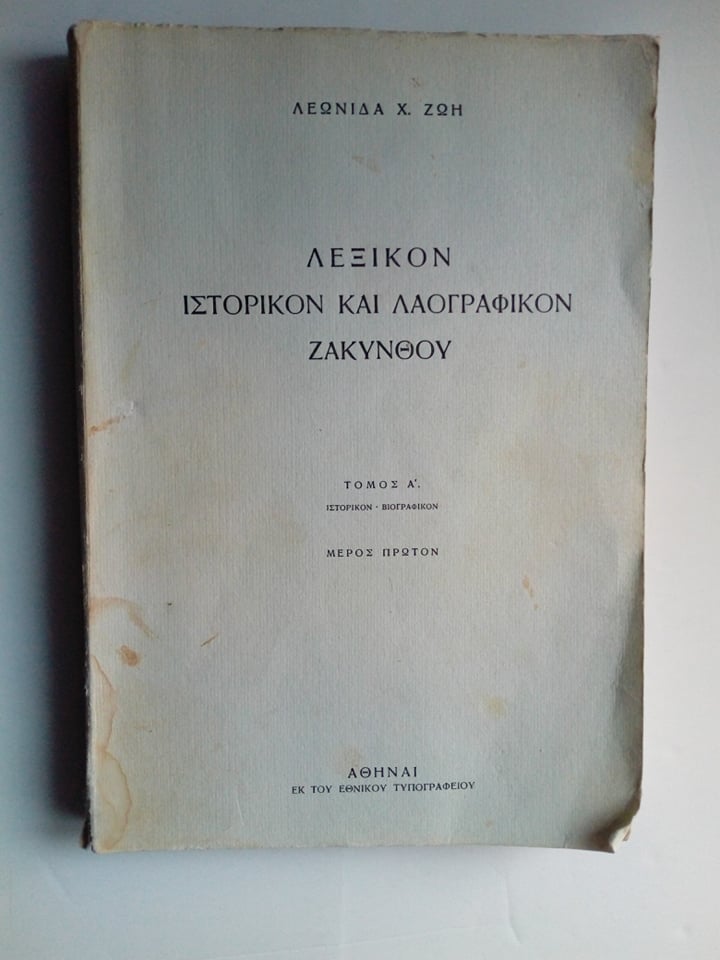 ΛΕΩΝΙΔΑ Χ. ΖΩΗ
ΛΕΞΙΚΟΝ
ΙΣΤΟΡΙΚΟΝ ΚΑΙ ΛΑΟΓΡΑΦΙΚΟΝ
ΖΑΚΥΝΘΟΥ
ΤΟΜΟΣ Α΄.
ΙΣΤΟΡΙΚΟΝ · ΒΙΟΓΡΑΦΙΚΟΝ
ΜΕΡΟΣ ΠΡΩΤΟΝ
ΑΘΗΝΑΙ
ΕΚ ΤΟΥ ΕΘΝΙΚΟΥ ΤΥΠΟΓΡΑΦΕΙΟΥ